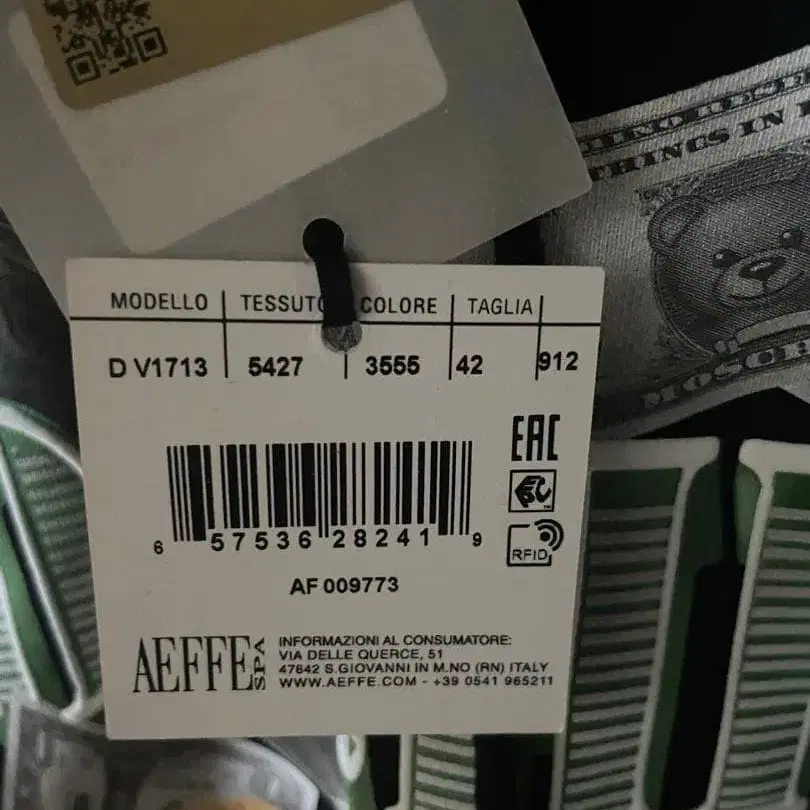 THINGS IN
MOSCH
MODELLO TESSUTO COLORE TAGLIA
D V1713 5427 3555 42 912
EAC
RFID
6 57536 28241 9
AF 009773
AEFFE SPA
INFORMAZIONI AL CONSUMATORE:
VIA DELLE QUERCE, 51
47842 S.GIOVANNI IN M.NO (RN) ITALY
WWW.AEFFE.COM - +39 0541 965211